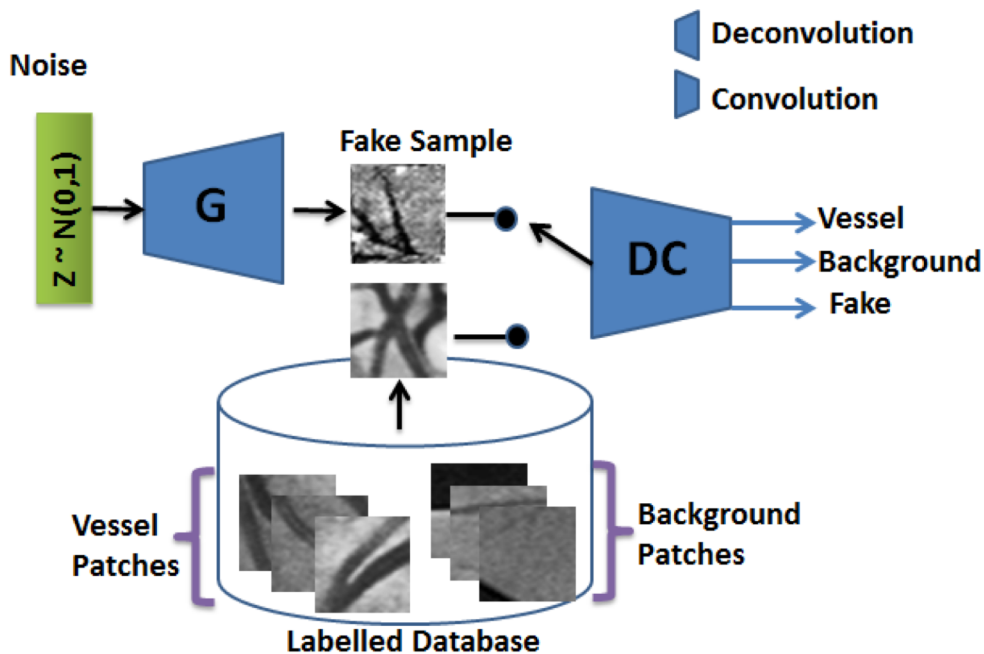 Deconvolution
Convolution
Noise
Z ~ N(0,1)
G
Fake Sample
DC
Vessel
Background
Fake
Vessel
Patches
Background
Patches
Labelled Database